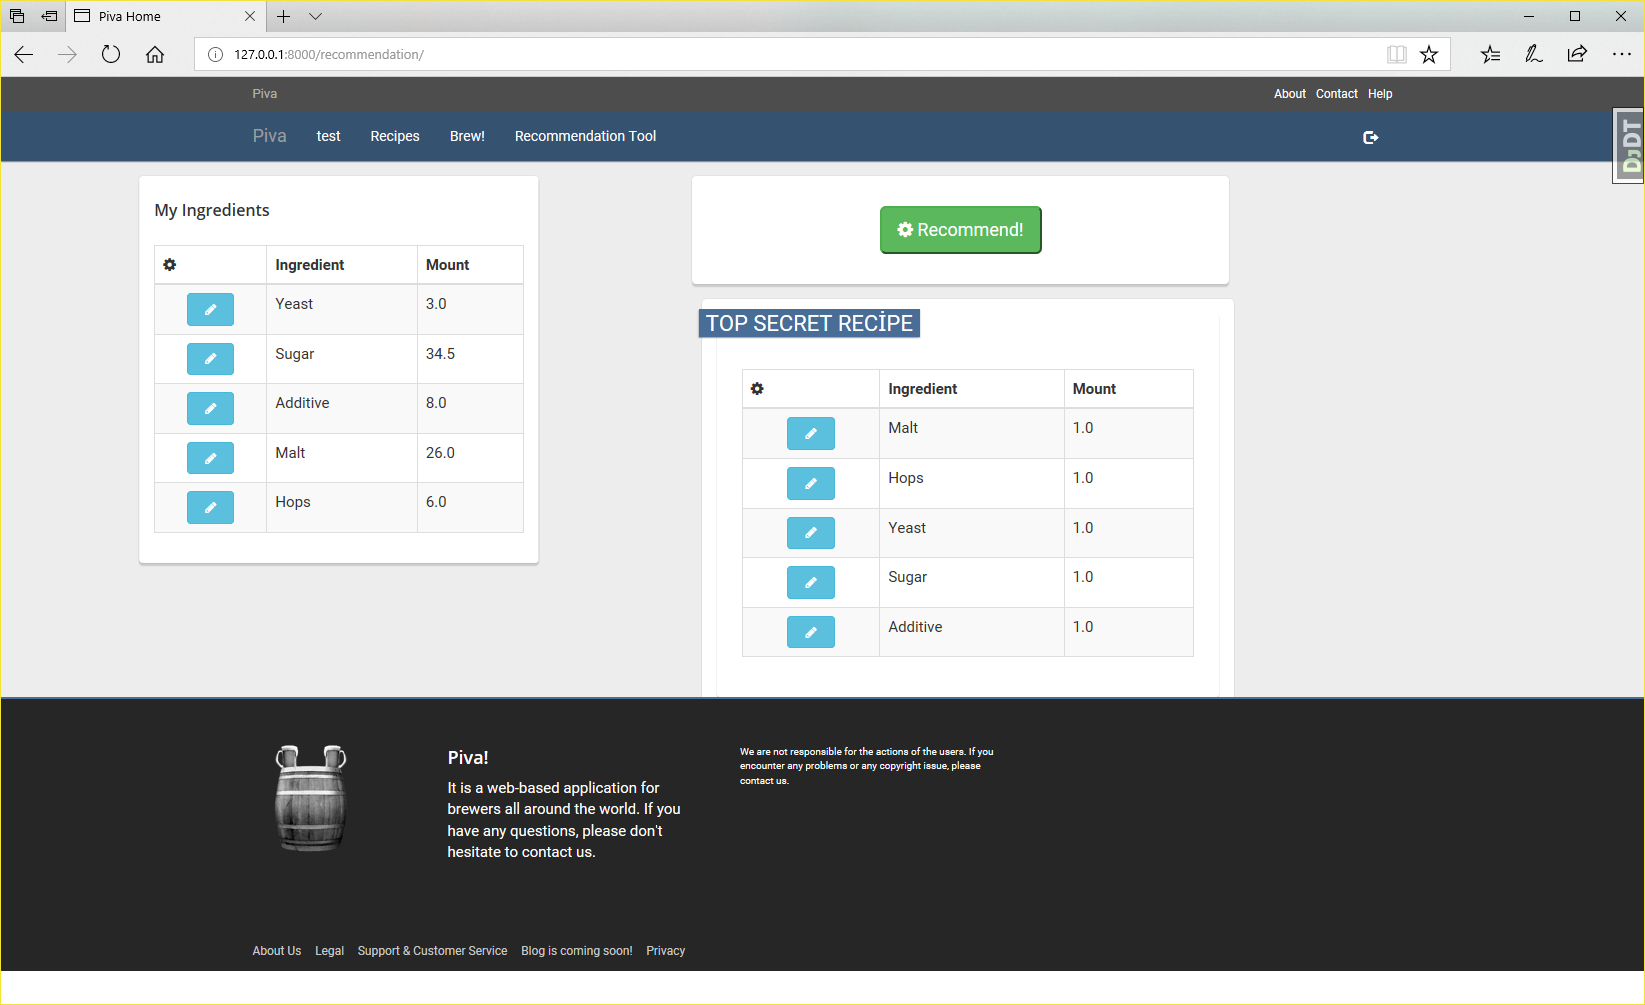 Piva Home
127.0.0.1:8000/recommendation/
Piva
About Contact Help
Piva test Recipes Brew! Recommendation Tool
DjDT
My Ingredients
Ingredient Mount
Yeast 3.0
Sugar 34.5
Additive 8.0
Malt 26.0
Hops 6.0
Recommend!
TOP SECRET RECİPE
Ingredient Mount
Malt 1.0
Hops 1.0
Yeast 1.0
Sugar 1.0
Additive 1.0
Piva!
It is a web-based application for
brewers all around the world. If you
have any questions, please don't
hesitate to contact us.
We are not responsible for the actions of the users. If you
encounter any problems or any copyright issue, please
contact us.
About Us Legal Support & Customer Service Blog is coming soon! Privacy